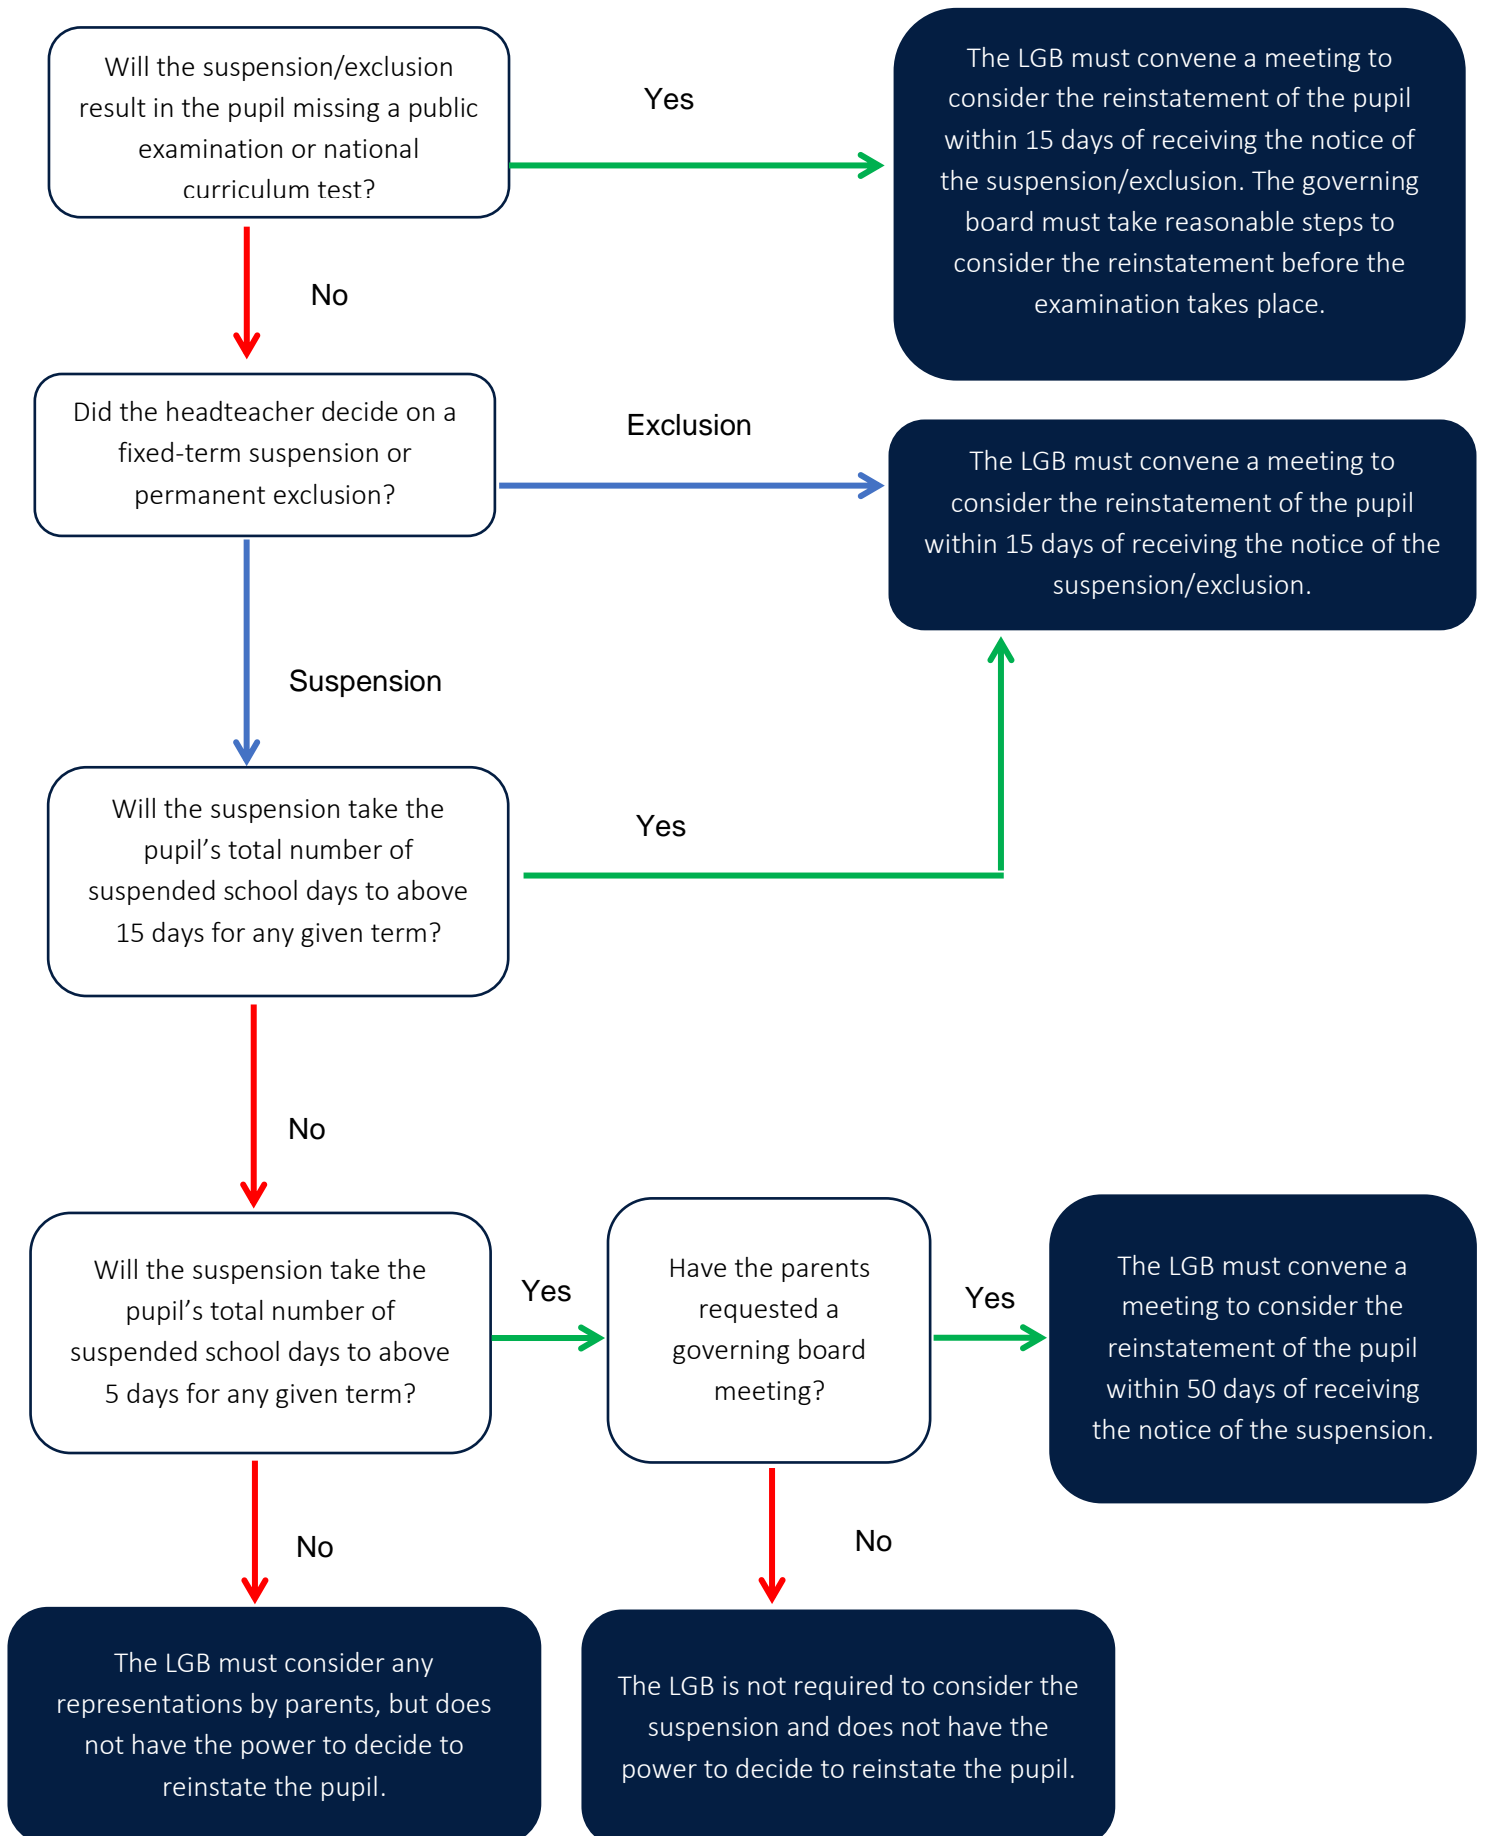 Will the suspension/exclusion
result in the pupil missing a public
examination or national
curriculum test?
Yes
The LGB must convene a meeting to
consider the reinstatement of the pupil
within 15 days of receiving the notice of
the suspension/exclusion. The governing
board must take reasonable steps to
consider the reinstatement before the
examination takes place.
No
Did the headteacher decide on a
fixed-term suspension or
permanent exclusion?
Exclusion
The LGB must convene a meeting to
consider the reinstatement of the pupil
within 15 days of receiving the notice of the
suspension/exclusion.
Suspension
Will the suspension take the
pupil’s total number of
suspended school days to above
15 days for any given term?
Yes
No
Will the suspension take the
pupil’s total number of
suspended school days to above
5 days for any given term?
Yes
Have the parents
requested a
governing board
meeting?
Yes
The LGB must convene a
meeting to consider the
reinstatement of the pupil
within 50 days of receiving
the notice of the suspension.
No
No
The LGB must consider any
representations by parents, but does
not have the power to decide to
reinstate the pupil.
The LGB is not required to consider the
suspension and does not have the
power to decide to reinstate the pupil.